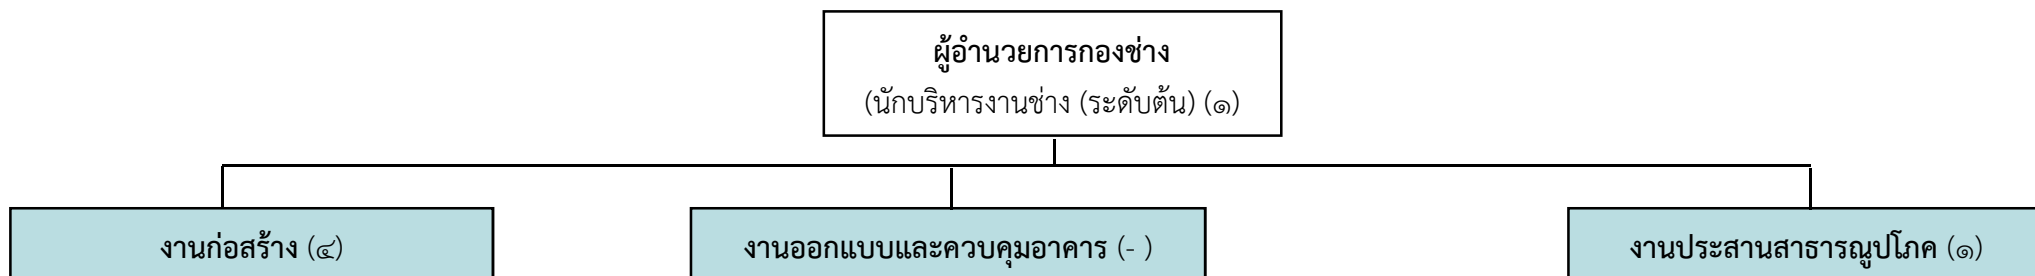 ผู้อำนวยการกองช่าง
(นักบริหารงานช่าง (ระดับต้น) (๑)
งานก่อสร้าง (๔)
งานออกแบบและควบคุมอาคาร (- )
งานประสานสาธารณูปโภค (๑)